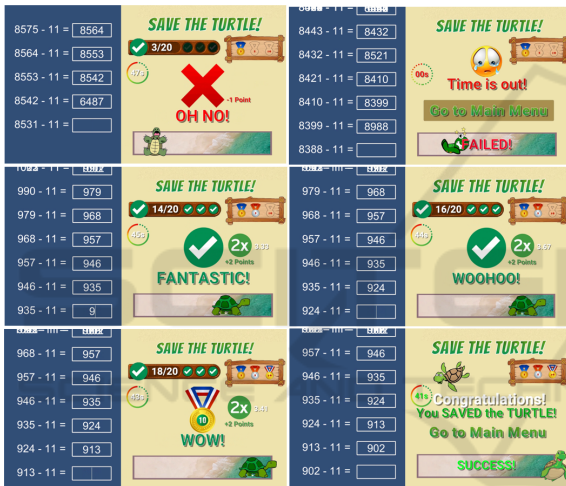 8575 - 11 = 8564
8564 - 11 = 8553
8553 - 11 = 8542
8542 - 11 = 6487
8531 - 11 =
SAVE THE TURTLE!
3/20
47s
-1 Point
OH NO!
8443 - 11 = 8432
8432 - 11 = 8521
8421 - 11 = 8410
8410 - 11 = 8399
8399 - 11 = 8988
8388 - 11 =
SAVE THE TURTLE!
00s
Time is out!
Go to Main Menu
FAILED!
990 - 11 = 979
979 - 11 = 968
968 - 11 = 957
957 - 11 = 946
946 - 11 = 935
935 - 11 = 9
SAVE THE TURTLE!
14/20
45s
2x
+2 Points
FANTASTIC!
979 - 11 = 968
968 - 11 = 957
957 - 11 = 946
946 - 11 = 935
935 - 11 = 924
924 - 11 =
SAVE THE TURTLE!
16/20
44s
2x
+2 Points
WOOHOO!
968 - 11 = 957
957 - 11 = 946
946 - 11 = 935
935 - 11 = 924
924 - 11 = 913
913 - 11 =
SAVE THE TURTLE!
18/20
10
2x
+2 Points
WOW!
957 - 11 = 946
946 - 11 = 935
935 - 11 = 924
924 - 11 = 913
913 - 11 = 902
902 - 11 =
SAVE THE TURTLE!
41s
Congratulations!
You SAVED the TURTLE!
Go to Main Menu
SUCCESS!